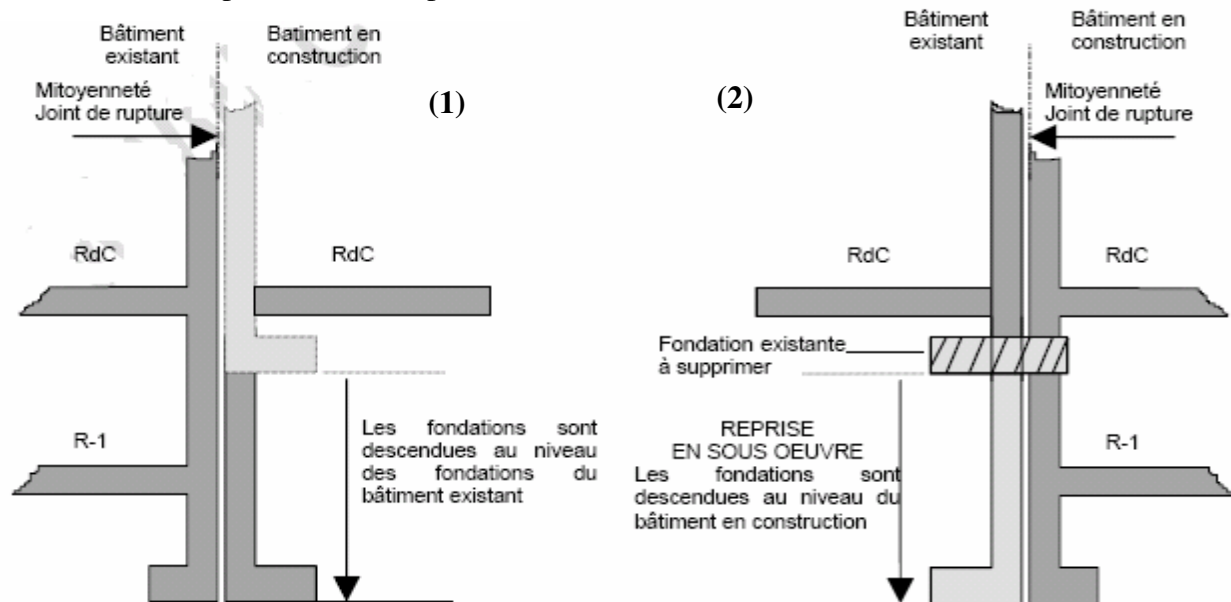 Bâtiment
existant
Batiment en
construction
Mitoyenneté
Joint de rupture
(1)
RdC
RdC
R-1
Les fondations sont
descendues au niveau
des fondations du
bâtiment existant
(2)
Bâtiment
existant
Bâtiment en
construction
Mitoyenneté
Joint de rupture
RdC
RdC
Fondation existante
à supprimer
REPRISE
EN SOUS OEUVRE
Les fondations sont
descendues au niveau du
bâtiment en construction
R-1